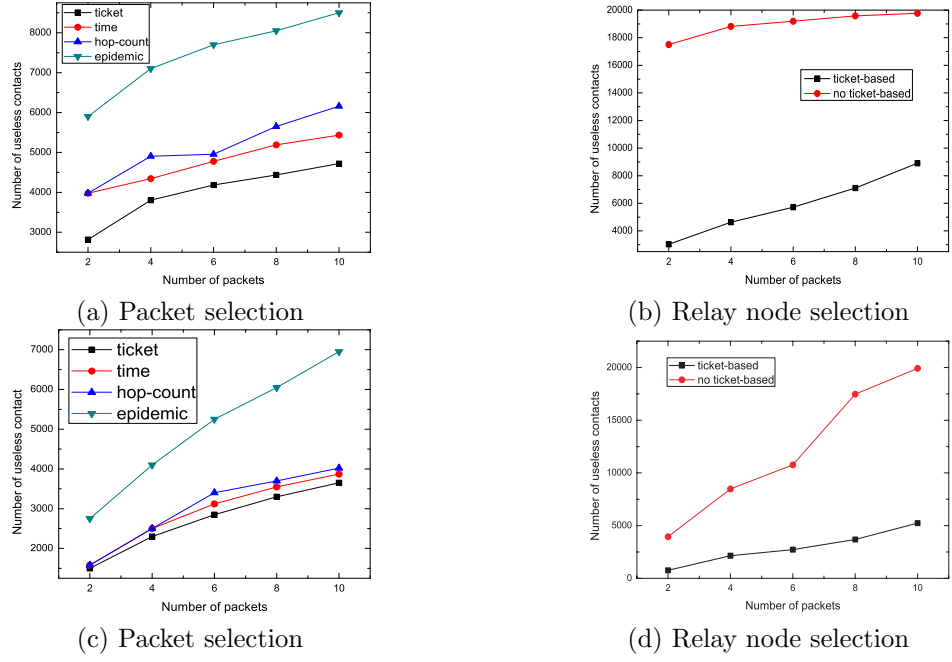 ticket
time
hop-count
epidemic
8000
7000
6000
5000
4000
3000
Number of useless contacts
2 4 6 8 10
Number of packets
(a) Packet selection
20000
18000
16000
14000
12000
10000
8000
6000
4000
Number of useless contacts
ticket-based
no ticket-based
2 4 6 8 10
Number of packets
(b) Relay node selection
7000
6000
5000
4000
3000
2000
Number of useless contact
ticket
time
hop-count
epidemic
2 4 6 8 10
Number of packets
(c) Packet selection
20000
15000
10000
5000
0
Number of useless contacts
ticket-based
no ticket-based
2 4 6 8 10
Number of packets
(d) Relay node selection